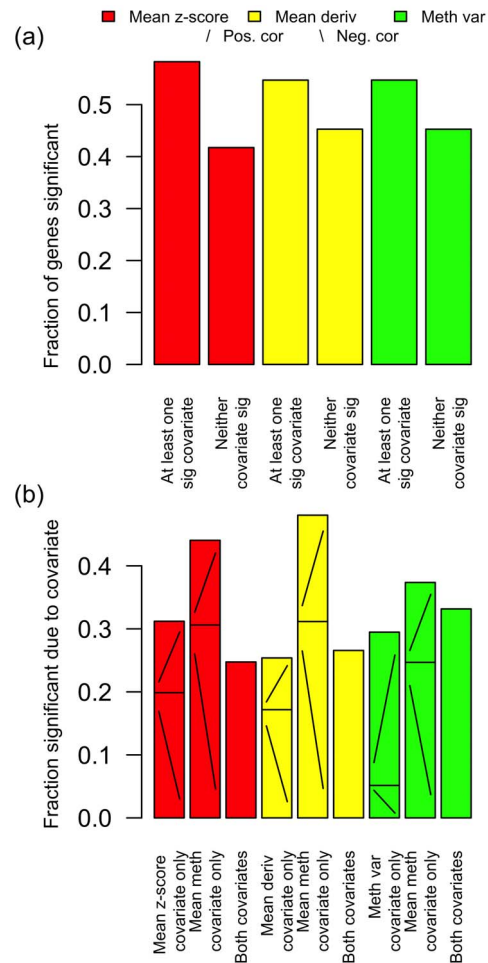 (a)
Mean z-score Mean deriv Meth var
/ Pos. cor \ Neg. cor
Fraction of genes significant
0.5
0.4
0.3
0.2
0.1
0.0
At least one
sig covariate
Neither
covariate sig
At least one
sig covariate
Neither
covariate sig
At least one
sig covariate
Neither
covariate sig
(b)
Fraction significant due to covariate
0.4
0.3
0.2
0.1
0.0
Mean z-score
covariate only
Mean meth
covariate only
Both covariates
Mean deriv
covariate only
Mean meth
covariate only
Both covariates
Meth var
covariate only
Mean meth
covariate only
Both covariates